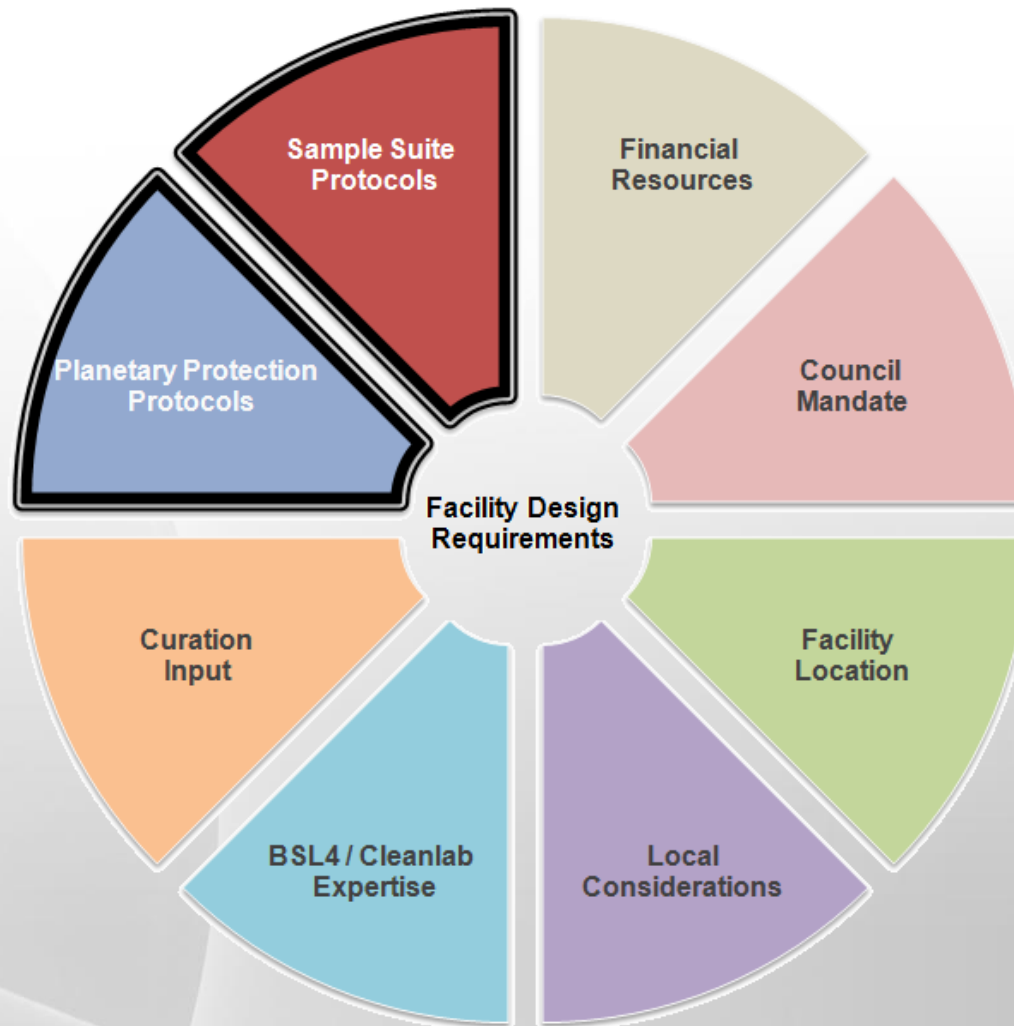 Sample Suite
Protocols
Financial
Resources
Planetary Protection
Protocols
Council
Mandate
Facility Design
Requirements
Curation
Input
Facility
Location
BSL4 / Cleanlab
Expertise
Local
Considerations